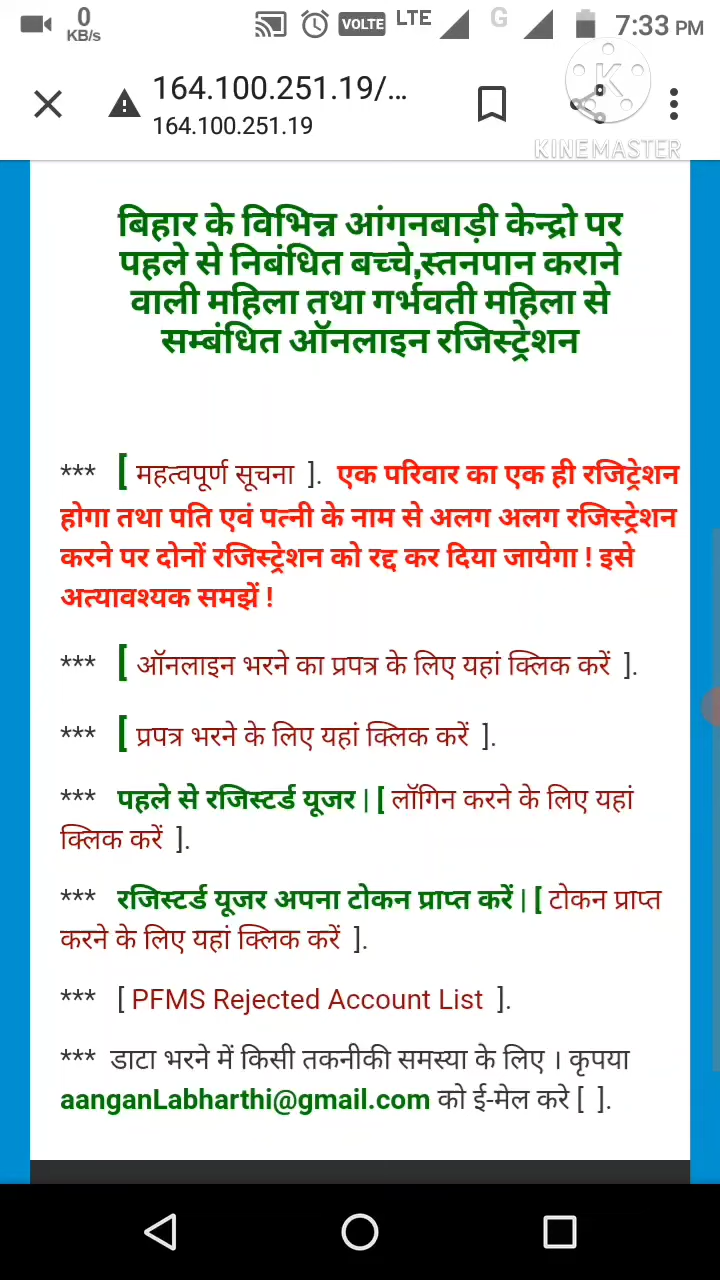 0
KB/s
VOLTE
LTE
G
7:33 PM
164.100.251.19/...
164.100.251.19
K
KINEMASTER
बिहार के विभिन्न आंगनबाड़ी केन्द्रो पर
पहले से निबंधित बच्चे,स्तनपान कराने
वाली महिला तथा गर्भवती महिला से
सम्बंधित ऑनलाइन रजिस्ट्रेशन
*** [ महत्वपूर्ण सूचना ]. एक परिवार का एक ही रजिट्रेशन
होगा तथा पति एवं पत्नी के नाम से अलग अलग रजिस्ट्रेशन
करने पर दोनों रजिस्ट्रेशन को रद्द कर दिया जायेगा ! इसे
अत्यावश्यक समझें !
*** [ ऑनलाइन भरने का प्रपत्र के लिए यहां क्लिक करें ].
*** [ प्रपत्र भरने के लिए यहां क्लिक करें ].
*** पहले से रजिस्टर्ड यूजर | [ लॉगिन करने के लिए यहां
क्लिक करें ].
*** रजिस्टर्ड यूजर अपना टोकन प्राप्त करें | [ टोकन प्राप्त
करने के लिए यहां क्लिक करें ].
*** [ PFMS Rejected Account List ].
*** डाटा भरने में किसी तकनीकी समस्या के लिए । कृपया
aanganLabharthi@gmail.com को ई-मेल करे [ ].